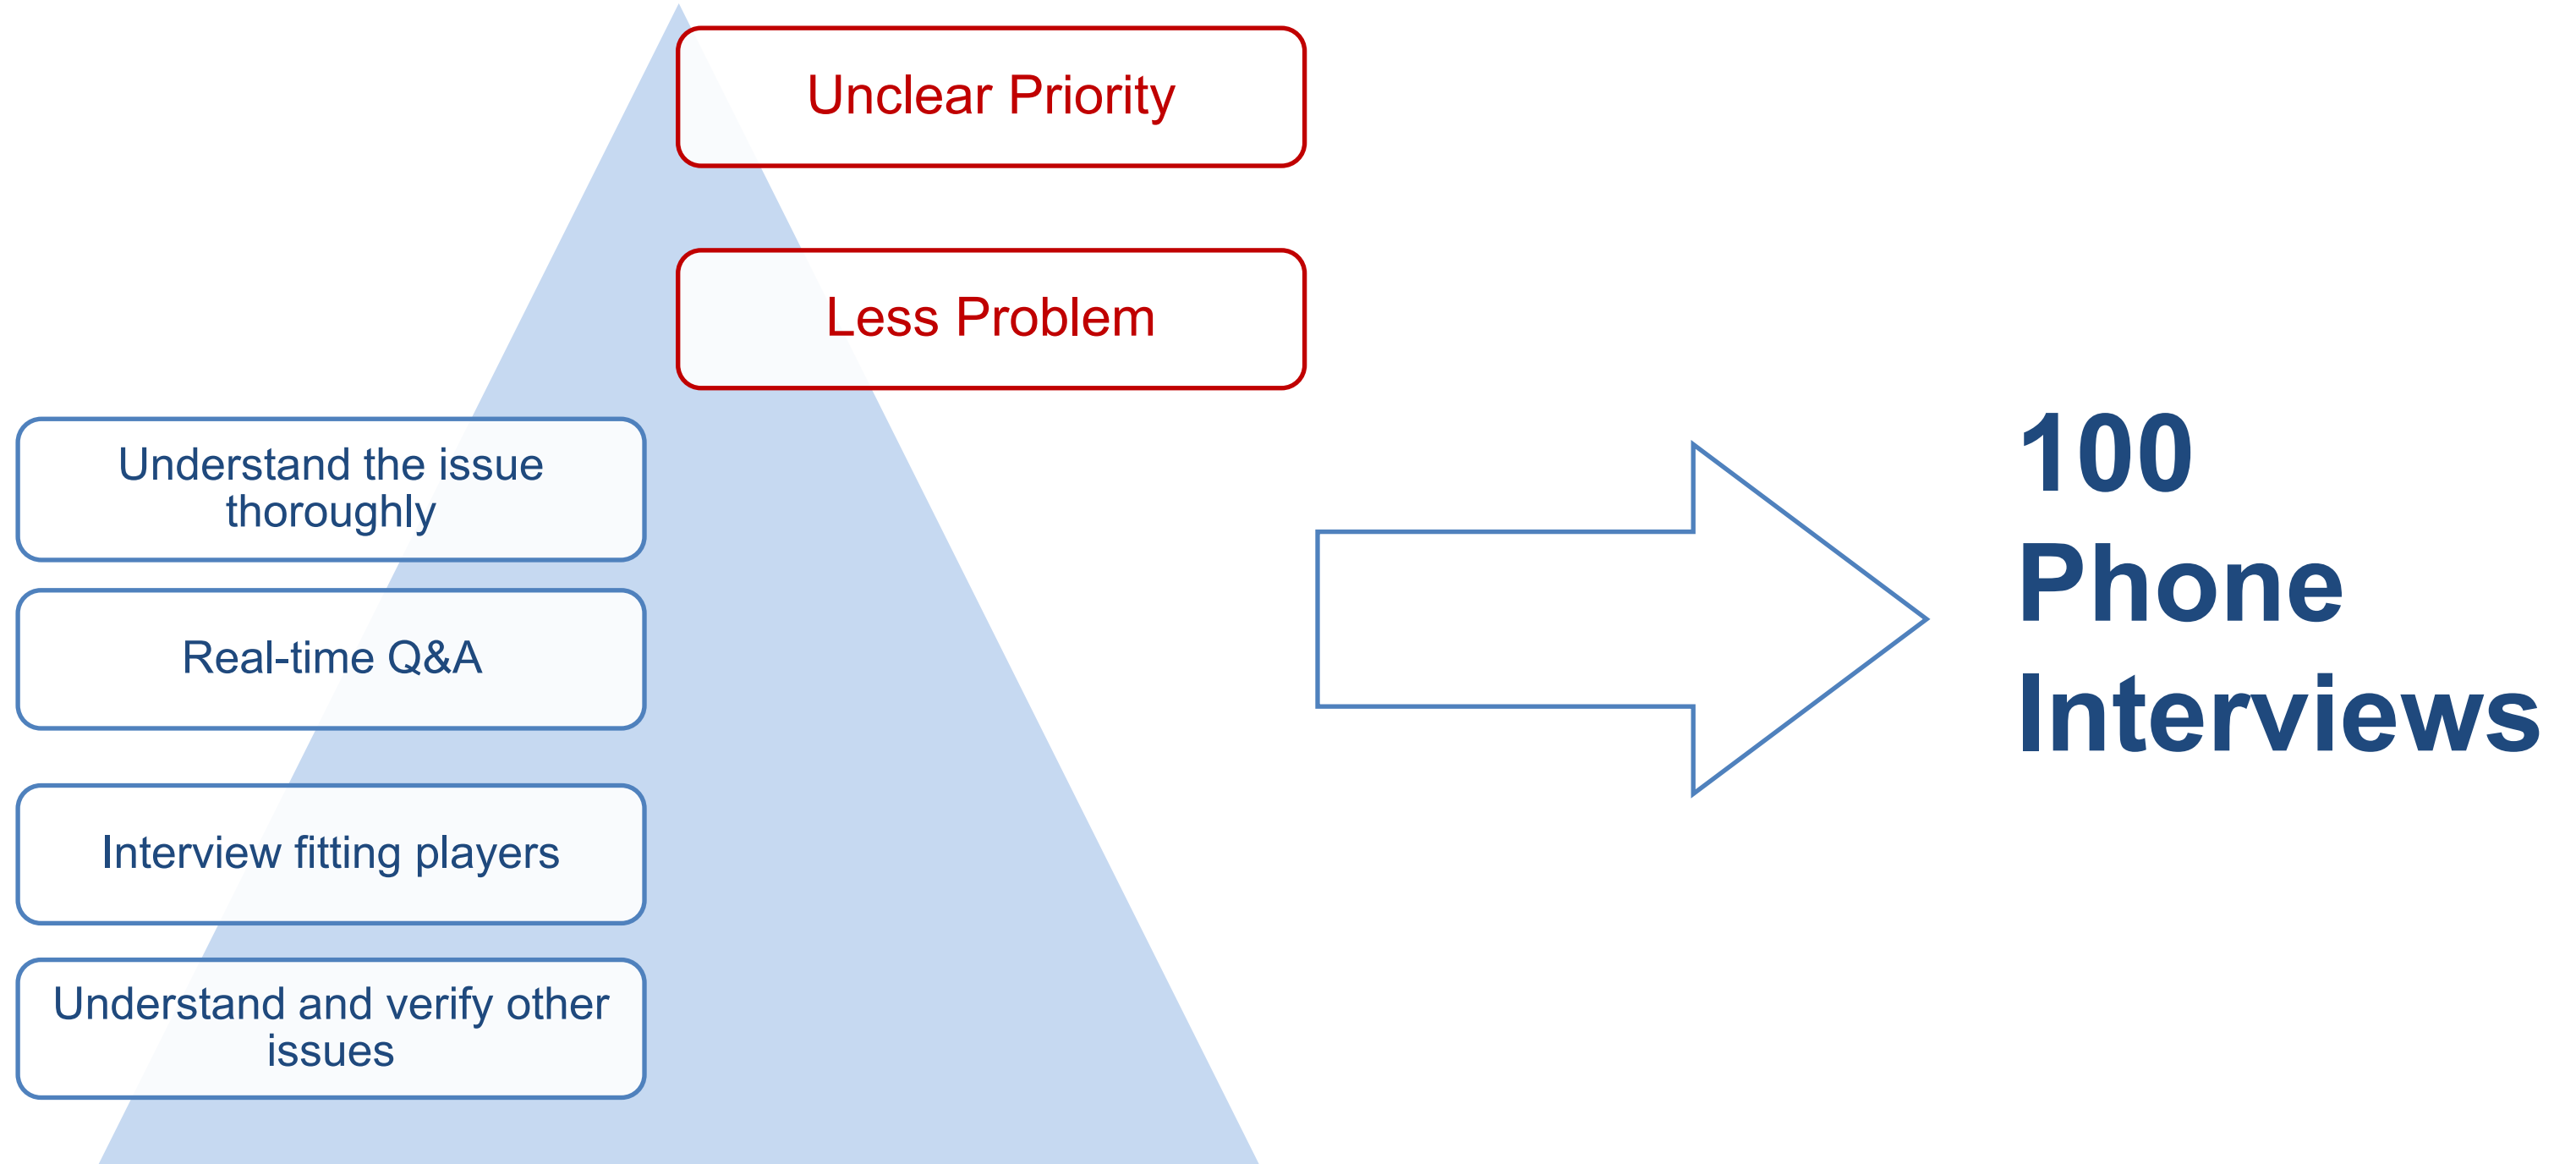 Unclear Priority
Less Problem
Understand the issue
thoroughly
Real-time Q&A
Interview fitting players
Understand and verify other
issues
100
Phone
Interviews